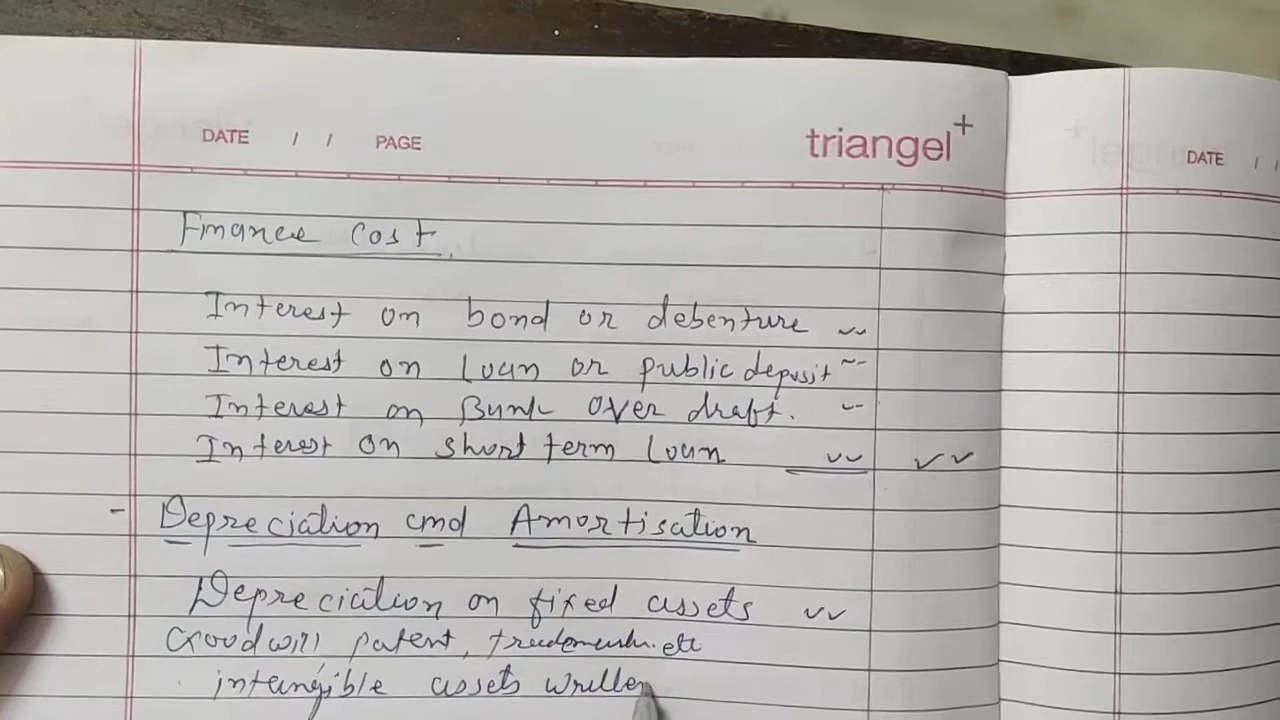 DATE / / PAGE
triangel+
DATE / /
Finance cost.
Interest on bond or debenture
Interest on Loan or public deposit
Interest on Bank over draft.
Interest on short term Loan
- Depreciation and Amortisation
Depreciation on fixed assets
Goodwill patent, trademark. etc
intangible assets written